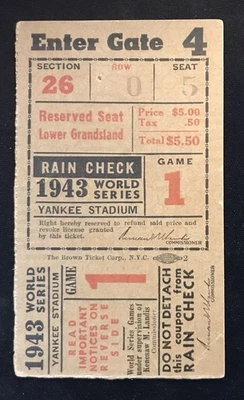 Enter Gate 4
SECTION ROW SEAT
26 0 5
Reserved Seat
Lower Grandsland
Price $5.00
Tax .50
Total $5.50
RAIN CHECK
1943 WORLD SERIES
YANKEE STADIUM
GAME
1
Right hereby reserved to refund said price and revoke license granted by this ticket.
COMMISSIONER
The Brown Ticket Corp., N.Y.C.
1943 WORLD SERIES
YANKEE STADIUM
GAME
1
READ
IMPORTANT
NOTICES ON
REVERSE
SIDE
World Series Games
under supervision of
Kenesaw M. Landis
COMMISSIONER
DO NOT DETACH
this coupon from
RAIN CHECK